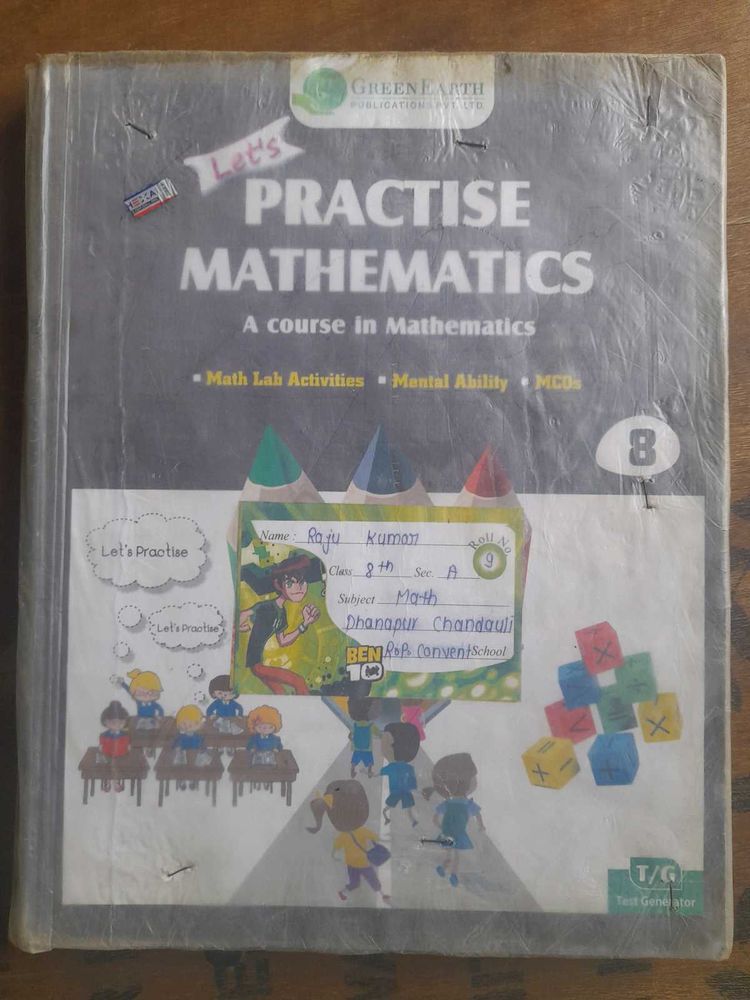 GREENEARTH
PUBLICATIONS PVT. LTD.
Let's
PRACTISE
MATHEMATICS
A course in Mathematics
▪ Math Lab Activities ▪ Mental Ability ▪ MCQs
8
Let's Practise
Let's Practise
Name: Raju Kumar
Roll No 9
Class 8th Sec. A
Subject Math
Dhanapur Chandauli
Convent School
BEN
10
T/G
Test Generator